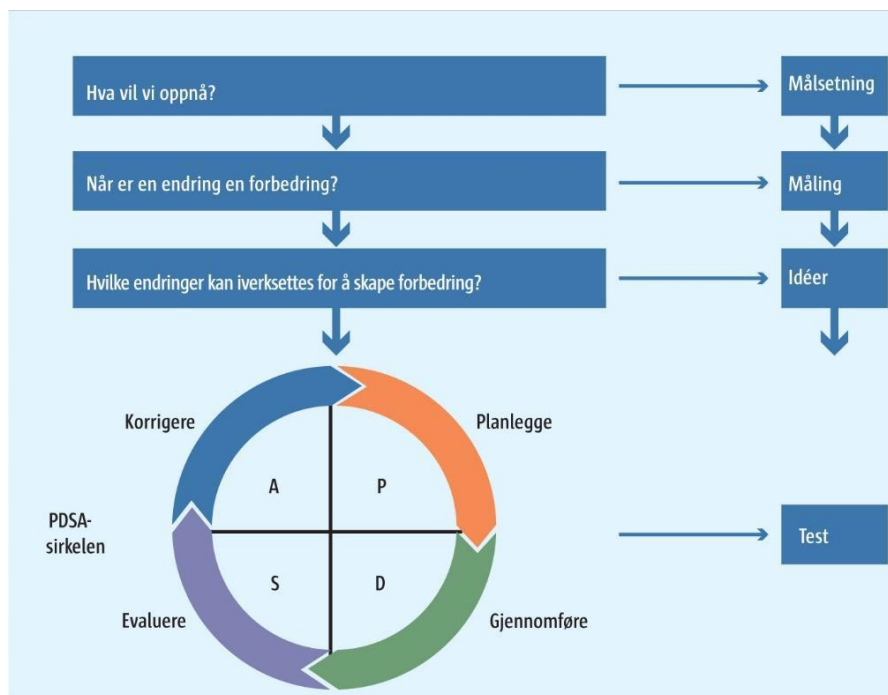 Hva vil vi oppnå?
Målsetning
Når er en endring en forbedring?
Måling
Hvilke endringer kan iverksettes for å skape forbedring?
Idéer
Korrigere
Planlegge
A
P
PDSA-
sirkelen
Test
S
D
Evaluere
Gjennomføre